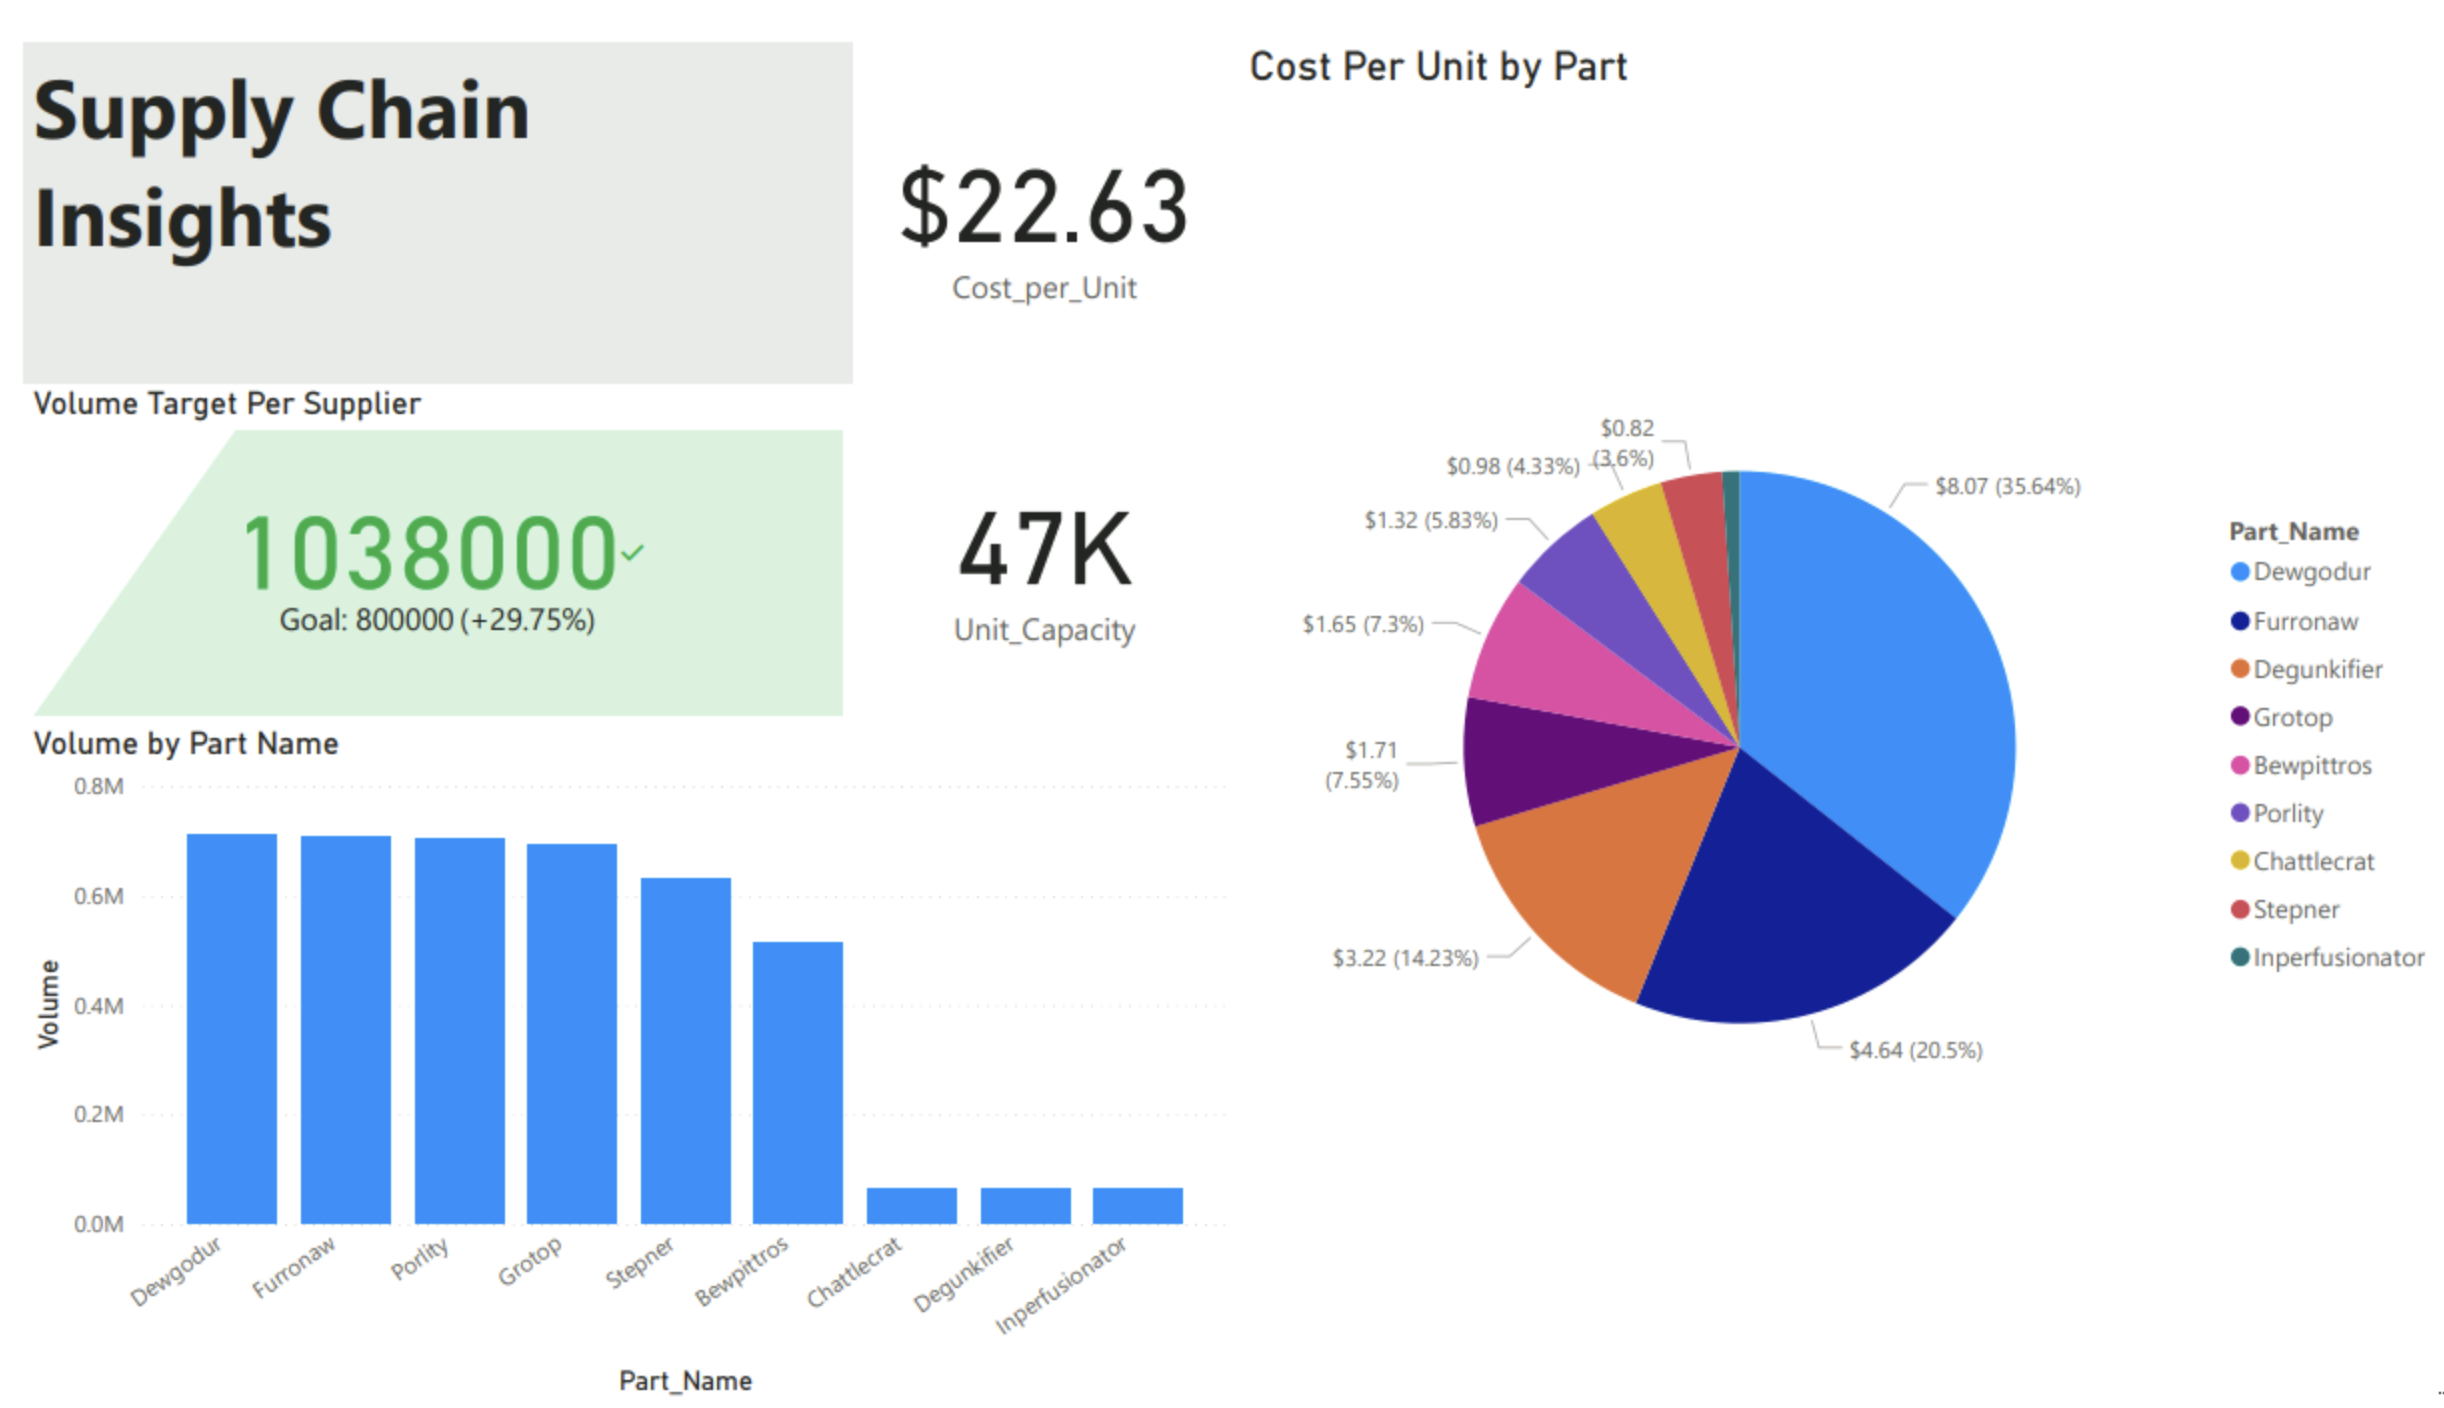 Supply Chain
Insights
$22.63
Cost_per_Unit
Volume Target Per Supplier
1038000
Goal: 800000 (+29.75%)
47K
Unit_Capacity
Volume by Part Name
0.8M
0.6M
0.4M
0.2M
0.0M
Volume
Dewgodur
Furronaw
Porlity
Grotop
Stepner
Bewpittros
Chattlecrat
Degunkifier
Inperfusionator
Part_Name
Cost Per Unit by Part
$0.82
(3.6%)
$0.98 (4.33%)
$1.32 (5.83%)
$1.65 (7.3%)
$1.71
(7.55%)
$3.22 (14.23%)
$4.64 (20.5%)
$8.07 (35.64%)
Part_Name
Dewgodur
Furronaw
Degunkifier
Grotop
Bewpittros
Porlity
Chattlecrat
Stepner
Inperfusionator